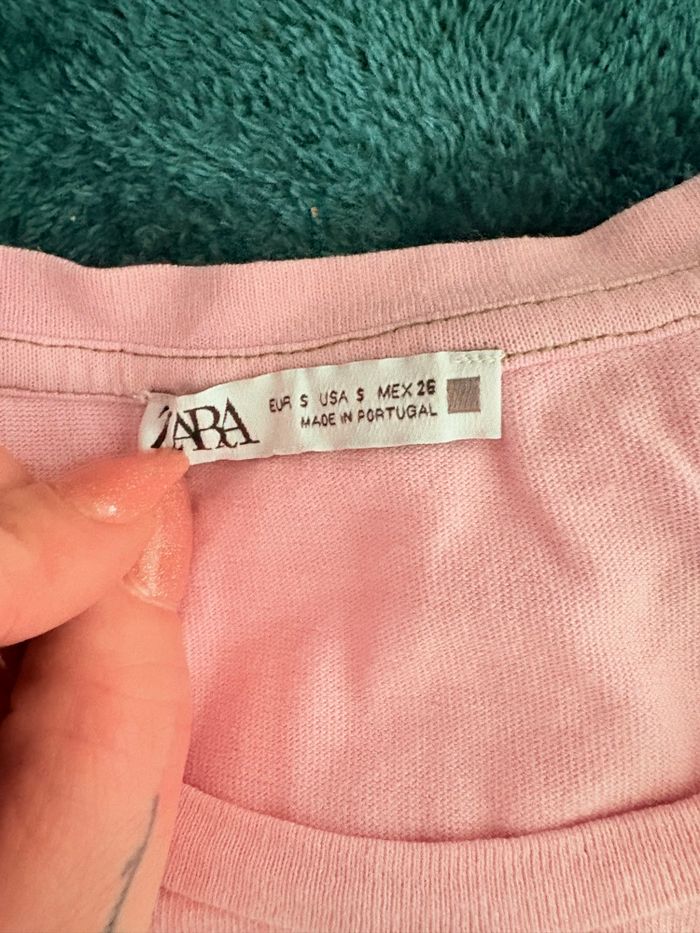 ZARA
EUR S USA S MEX 26
MADE IN PORTUGAL